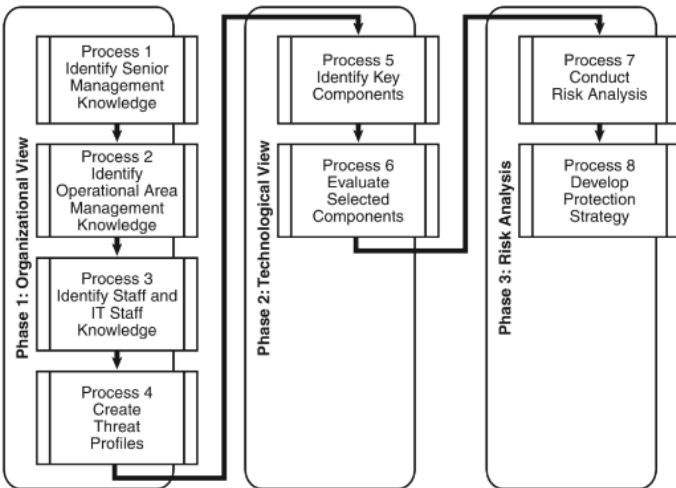 Phase 1: Organizational View
Process 1
Identify Senior
Management
Knowledge
Process 2
Identify
Operational Area
Management
Knowledge
Process 3
Identify Staff and
IT Staff
Knowledge
Process 4
Create
Threat
Profiles
Phase 2: Technological View
Process 5
Identify Key
Components
Process 6
Evaluate
Selected
Components
Phase 3: Risk Analysis
Process 7
Conduct
Risk Analysis
Process 8
Develop
Protection
Strategy